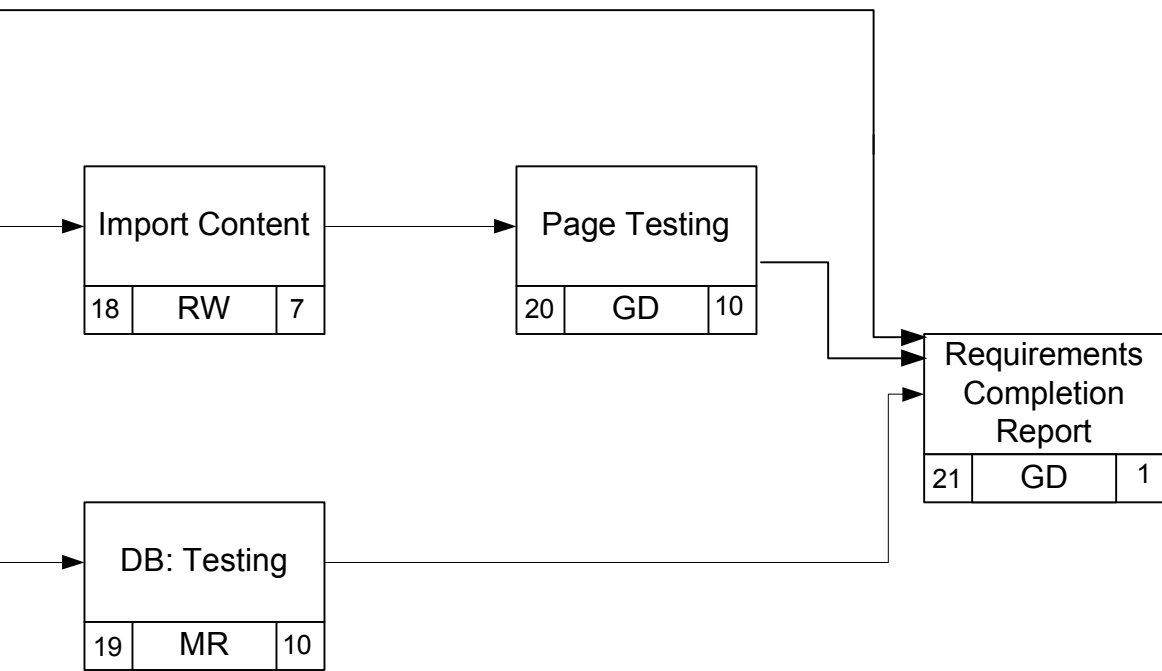 Import Content
18 RW 7
Page Testing
20 GD 10
Requirements
Completion
Report
21 GD 1
DB: Testing
19 MR 10